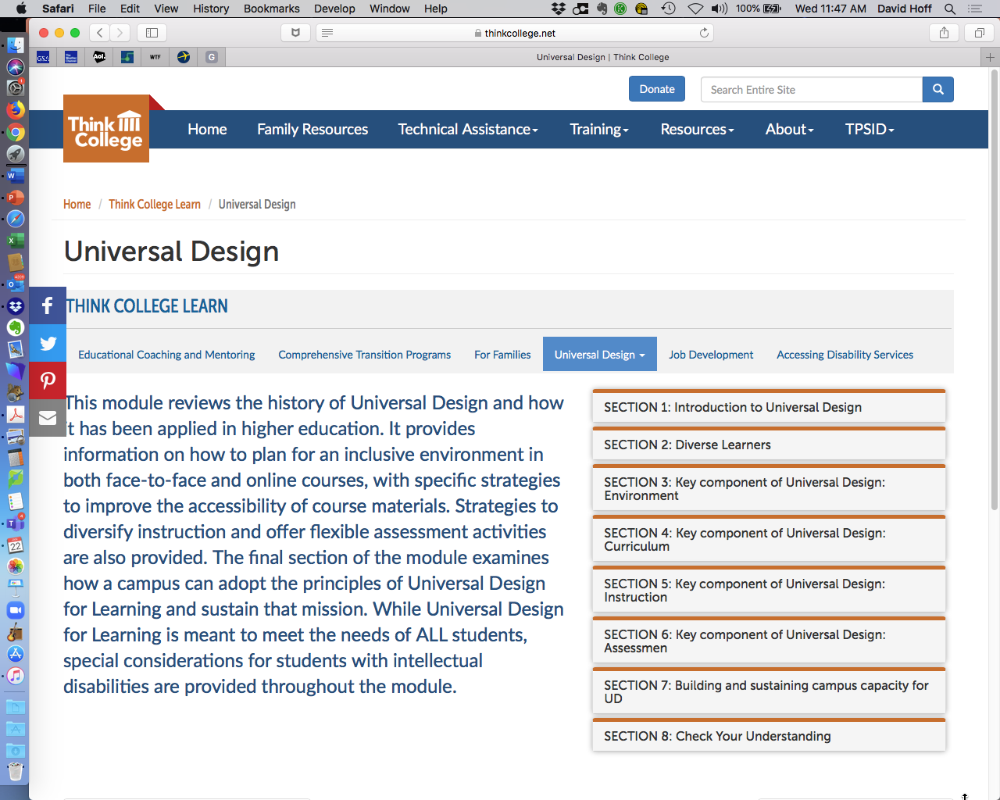 Safari File Edit View History Bookmarks Develop Window Help 100% Wed 11:47 AM David Hoff
thinkcollege.net
GSA The Weather Channel Aol. WTF G Universal Design | Think College
Donate Search Entire Site
Think College
Home Family Resources Technical Assistance Training Resources About TPSID
Home / Think College Learn / Universal Design
Universal Design
THINK COLLEGE LEARN
Educational Coaching and Mentoring Comprehensive Transition Programs For Families Universal Design Job Development Accessing Disability Services
This module reviews the history of Universal Design and how
it has been applied in higher education. It provides
information on how to plan for an inclusive environment in
both face-to-face and online courses, with specific strategies
to improve the accessibility of course materials. Strategies to
diversify instruction and offer flexible assessment activities
are also provided. The final section of the module examines
how a campus can adopt the principles of Universal Design
for Learning and sustain that mission. While Universal Design
for Learning is meant to meet the needs of ALL students,
special considerations for students with intellectual
disabilities are provided throughout the module.
SECTION 1: Introduction to Universal Design
SECTION 2: Diverse Learners
SECTION 3: Key component of Universal Design:
Environment
SECTION 4: Key component of Universal Design:
Curriculum
SECTION 5: Key component of Universal Design:
Instruction
SECTION 6: Key component of Universal Design:
Assessmen
SECTION 7: Building and sustaining campus capacity for
UD
SECTION 8: Check Your Understanding